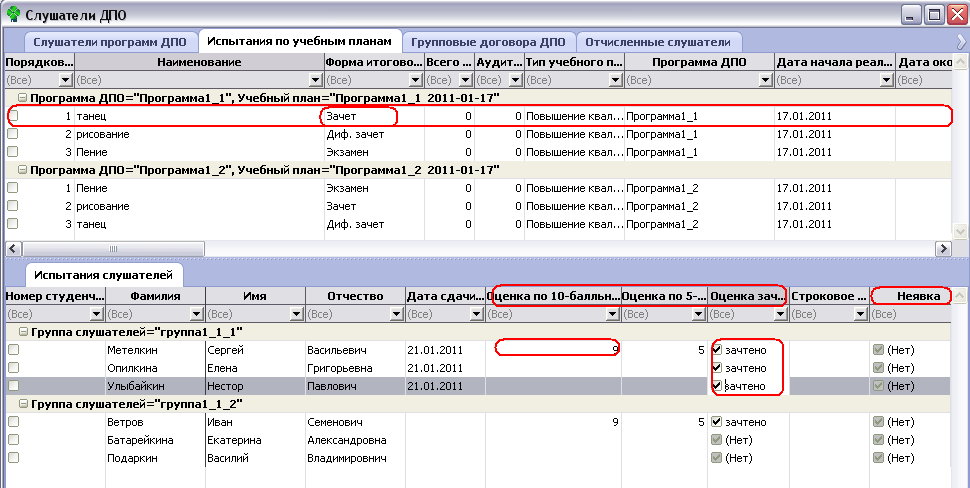 Слушатели ДПО
Слушатели программ ДПО Испытания по учебным планам Групповые договора ДПО Отчисленные слушатели
Порядков... Наименование Форма итогово... Всего ... Аудит... Тип учебного п... Программа ДПО Дата начала реал... Дата око
(Все) (Все) (Все) (Все) (Все) (Все) (Все) (Все) (Все)
Программа ДПО="Программа1_1", Учебный план="Программа1_1 2011-01-17"
1 танец Зачет 0 0 Повышение квал... Программа1_1 17.01.2011
2 рисование Диф. зачет 0 0 Повышение квал... Программа1_1 17.01.2011
3 Пение Экзамен 0 0 Повышение квал... Программа1_1 17.01.2011
Программа ДПО="Программа1_2", Учебный план="Программа1_2 2011-01-17"
1 Пение Экзамен 0 0 Повышение квал... Программа1_2 17.01.2011
2 рисование Зачет 0 0 Повышение квал... Программа1_2 17.01.2011
3 танец Диф. зачет 0 0 Повышение квал... Программа1_2 17.01.2011
Испытания слушателей
Номер студенч... Фамилия Имя Отчество Дата сдачи... Оценка по 10-балльн... Оценка по 5-... Оценка зач... Строковое ... Неявка
(Все) (Все) (Все) (Все) (Все) (Все) (Все) (Все) (Все) (Все)
Группа слушателей="группа1_1_1"
Метелкин Сергей Васильевич 21.01.2011 9 5 зачтено (Нет)
Опилкина Елена Григорьевна 21.01.2011 зачтено (Нет)
Улыбайкин Нестор Павлович 21.01.2011 зачтено (Нет)
Группа слушателей="группа1_1_2"
Ветров Иван Семенович 9 5 зачтено (Нет)
Батарейкина Екатерина Александровна (Нет) (Нет)
Подаркин Василий Владимирович (Нет) (Нет)